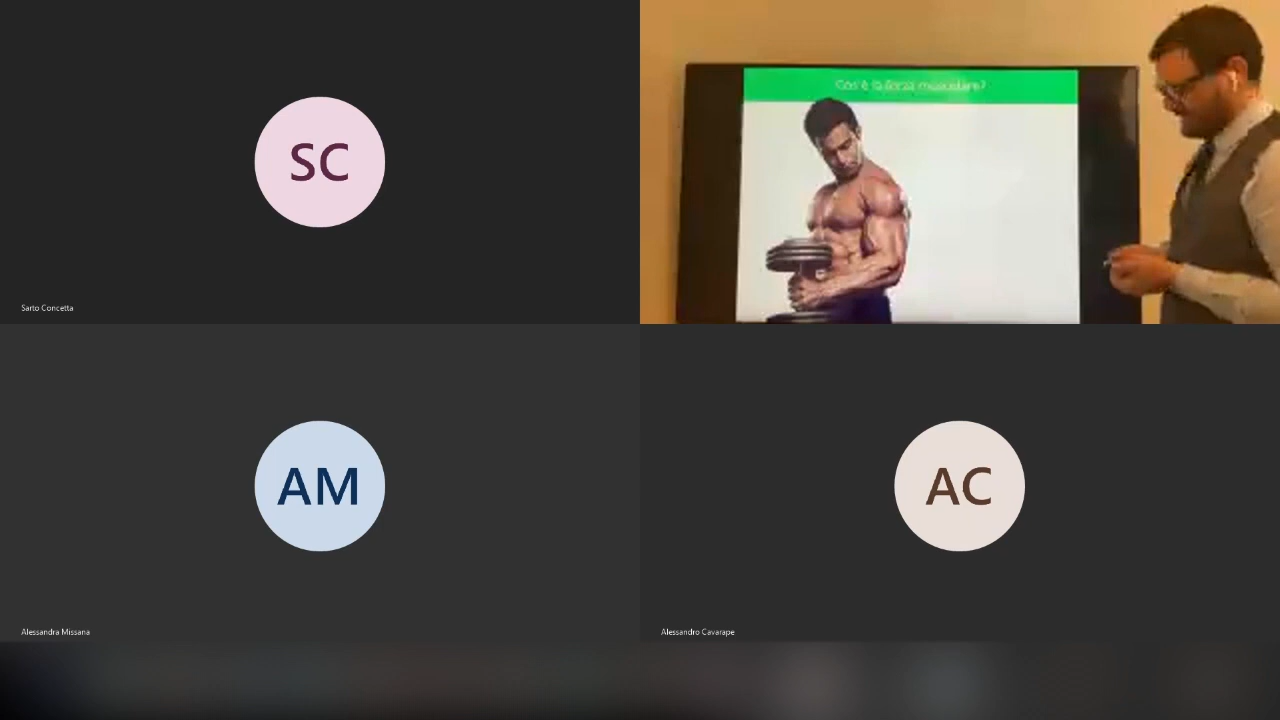 SC
Sarto Concetta
Cos'è la forza muscolare?
AM
Alessandra Missana
AC
Alessandro Cavarape